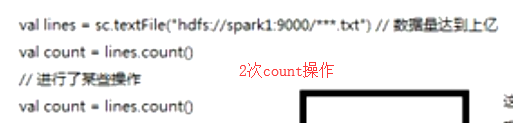 val lines = sc.textFile("hdfs://spark1:9000/***.txt") // 数据量达到上亿
val count = lines.count()
// 进行了某些操作
2次count操作
val count = lines.count()